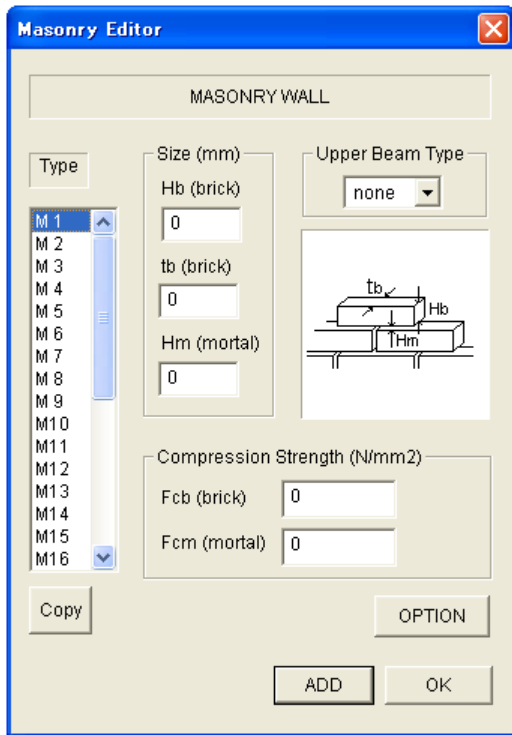 Masonry Editor
MASONRY WALL
Type
M 1
M 2
M 3
M 4
M 5
M 6
M 7
M 8
M 9
M10
M11
M12
M13
M14
M15
M16
Copy
Size (mm)
Hb (brick)
0
tb (brick)
0
Hm (mortal)
0
Upper Beam Type
none
tb
Hb
Hm
Compression Strength (N/mm2)
Fcb (brick) 0
Fcm (mortal) 0
OPTION
ADD OK